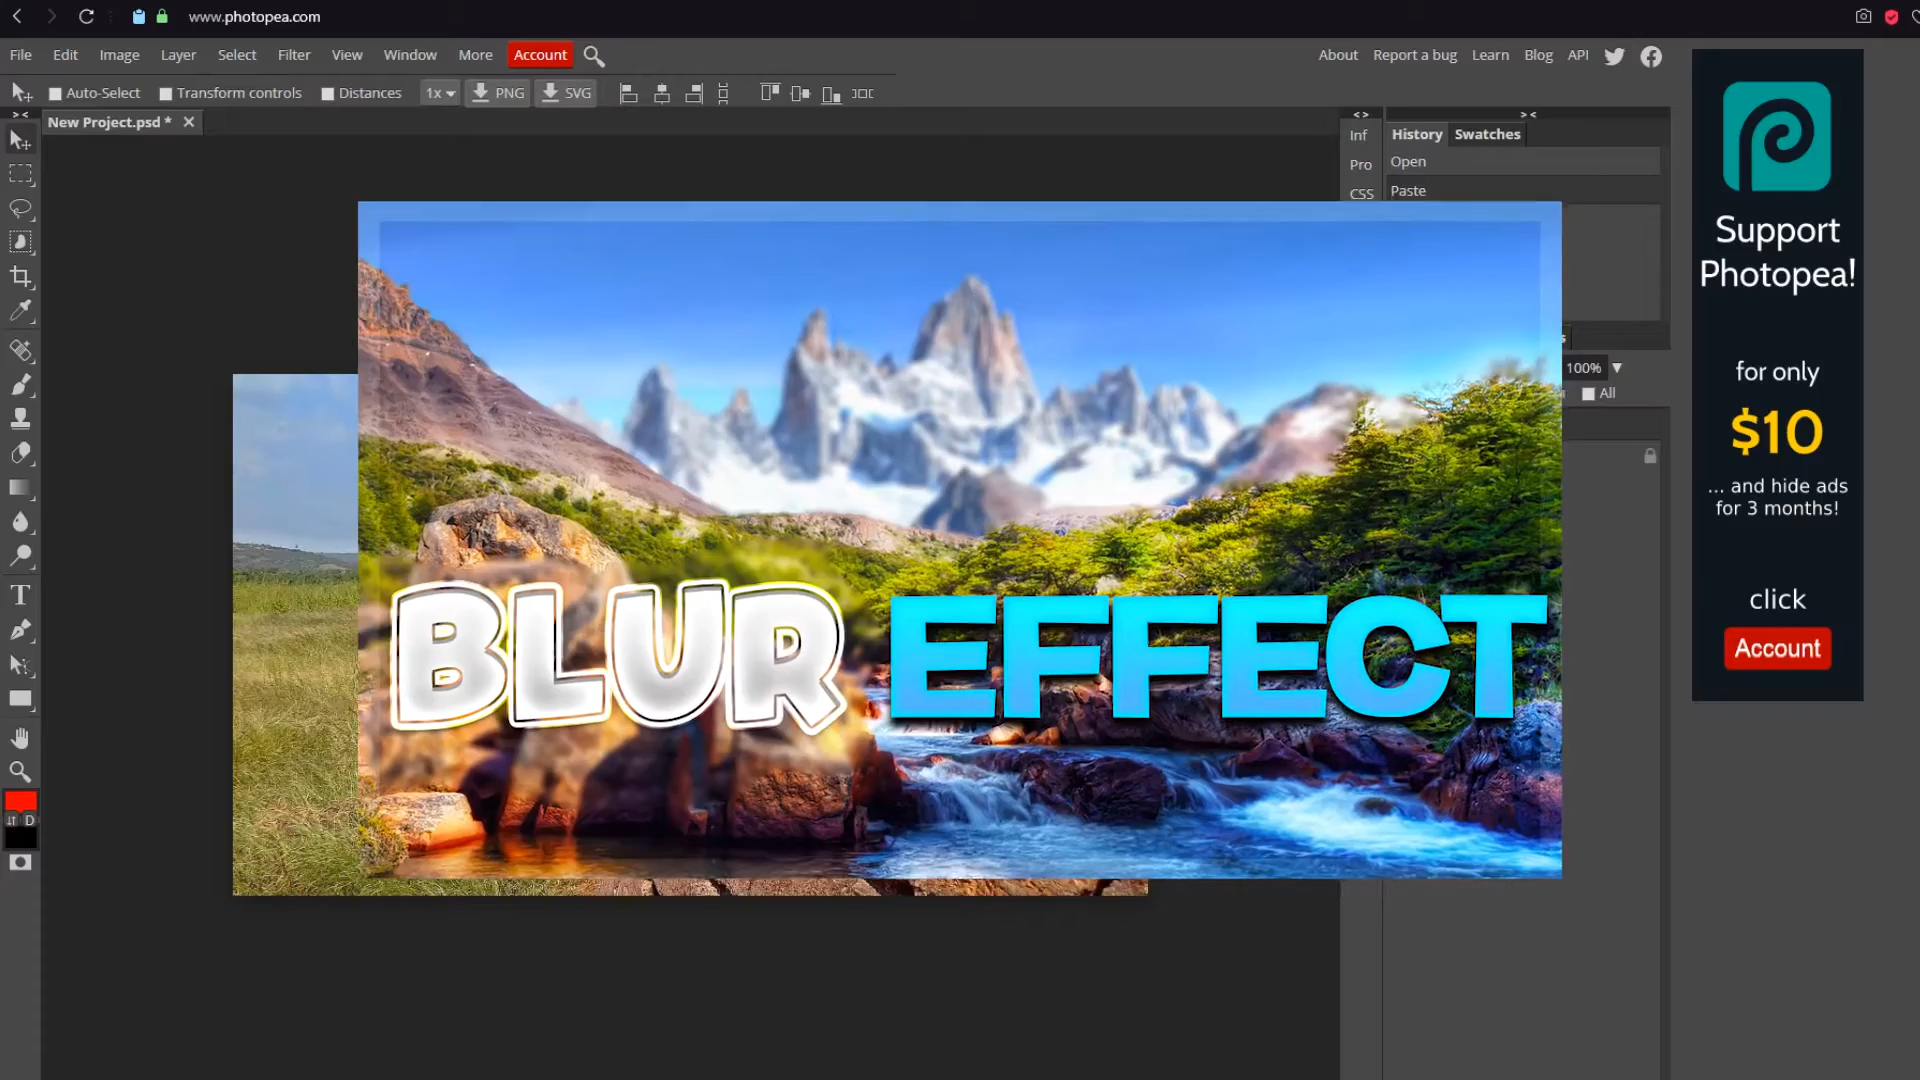 www.photopea.com
File Edit Image Layer Select Filter View Window More Account
About Report a bug Learn Blog API
Auto-Select Transform controls Distances 1x PNG SVG
New Project.psd *
Inf
Pro
CSS
History Swatches
Open
Paste
100%
All
D
BLUR EFFECT
Support
Photopea!
for only
$10
... and hide ads
for 3 months!
click
Account